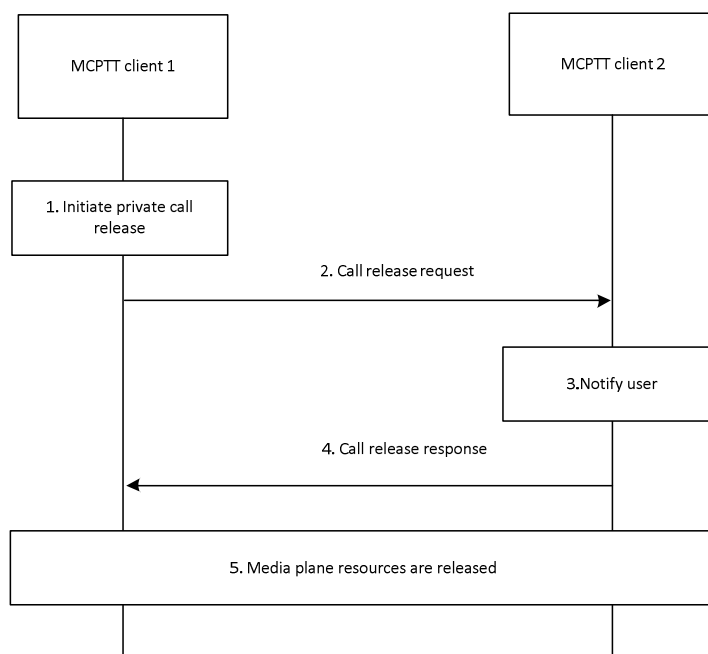 MCPTT client 1
MCPTT client 2
1. Initiate private call
release
2. Call release request
3.Notify user
4. Call release response
5. Media plane resources are released